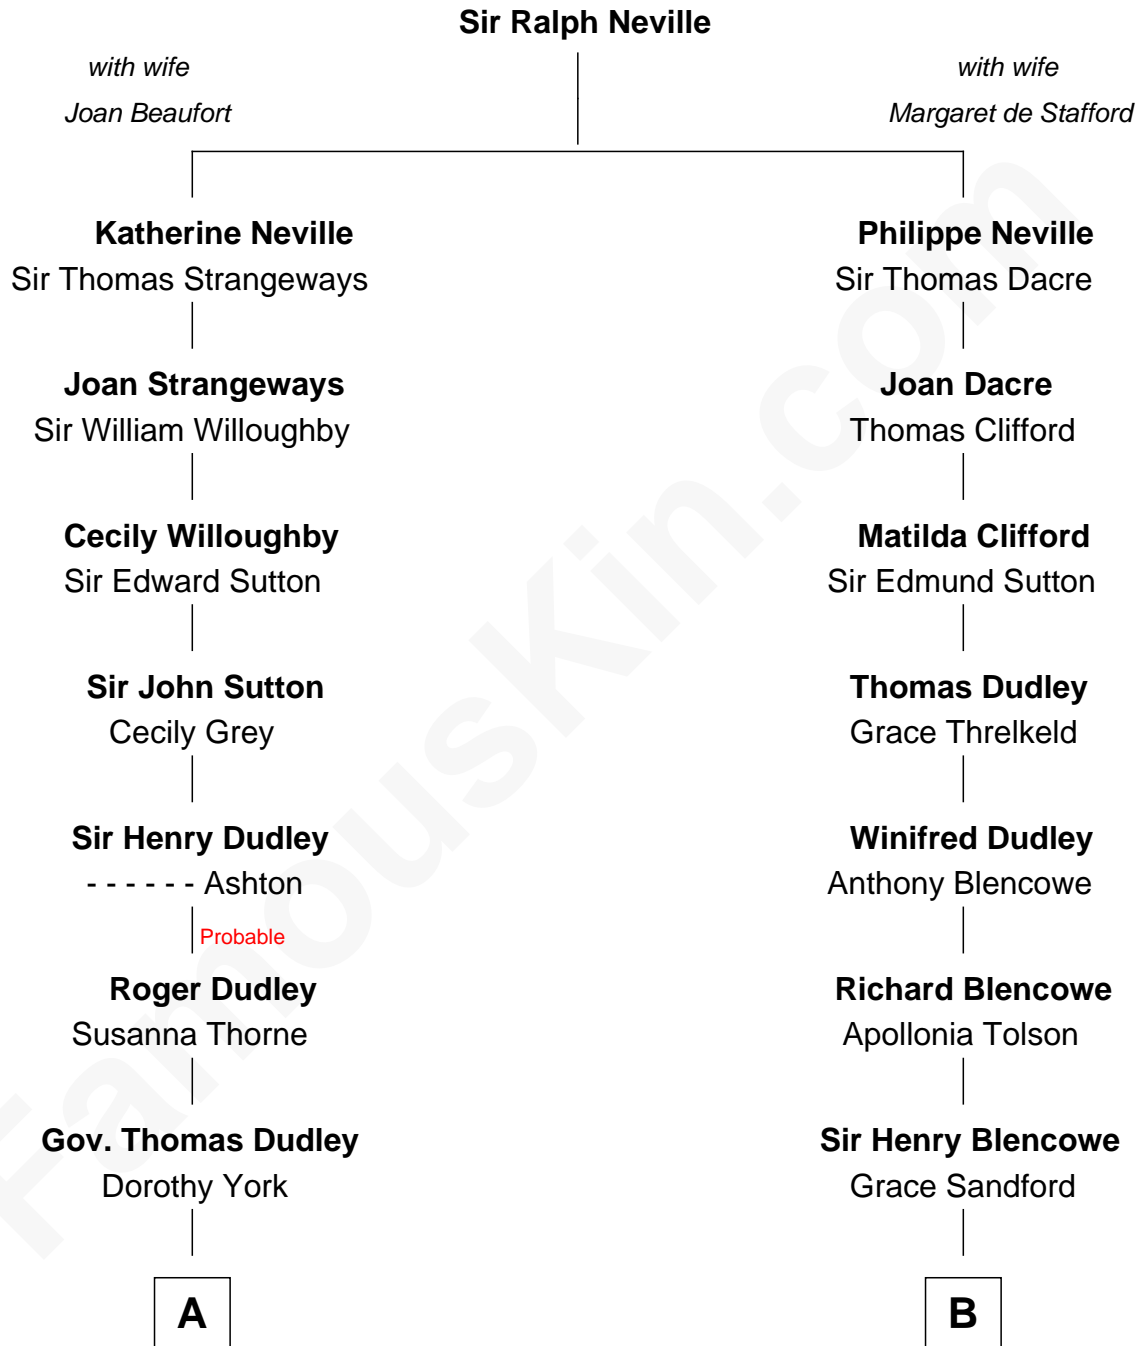 Sir Ralph Neville
with wife
Joan Beaufort
with wife
Margaret de Stafford
Katherine Neville
Sir Thomas Strangeways
Philippe Neville
Sir Thomas Dacre
Joan Strangeways
Sir William Willoughby
Joan Dacre
Thomas Clifford
Cecily Willoughby
Sir Edward Sutton
Matilda Clifford
Sir Edmund Sutton
Sir John Sutton
Cecily Grey
Thomas Dudley
Grace Threlkeld
Sir Henry Dudley
- - - - - - Ashton
Probable
Winifred Dudley
Anthony Blencowe
Roger Dudley
Susanna Thorne
Richard Blencowe
Apollonia Tolson
Gov. Thomas Dudley
Dorothy York
Sir Henry Blencowe
Grace Sandford
A
B
FamousKin.com